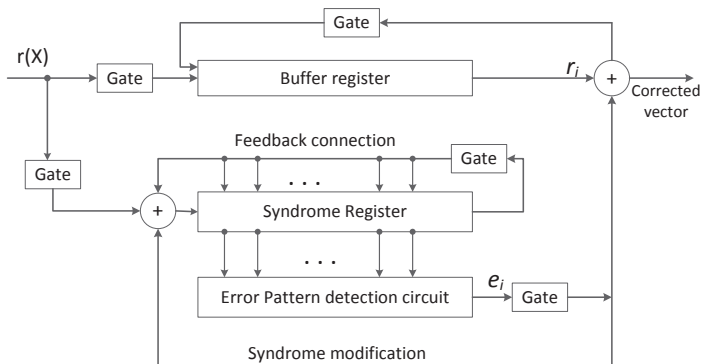 Gate
r(X)
Gate
Buffer register
r_i
+
Corrected
vector
Feedback connection
Gate
Gate
. . .
+
Syndrome Register
. . .
Error Pattern detection circuit
e_i
Gate
Syndrome modification